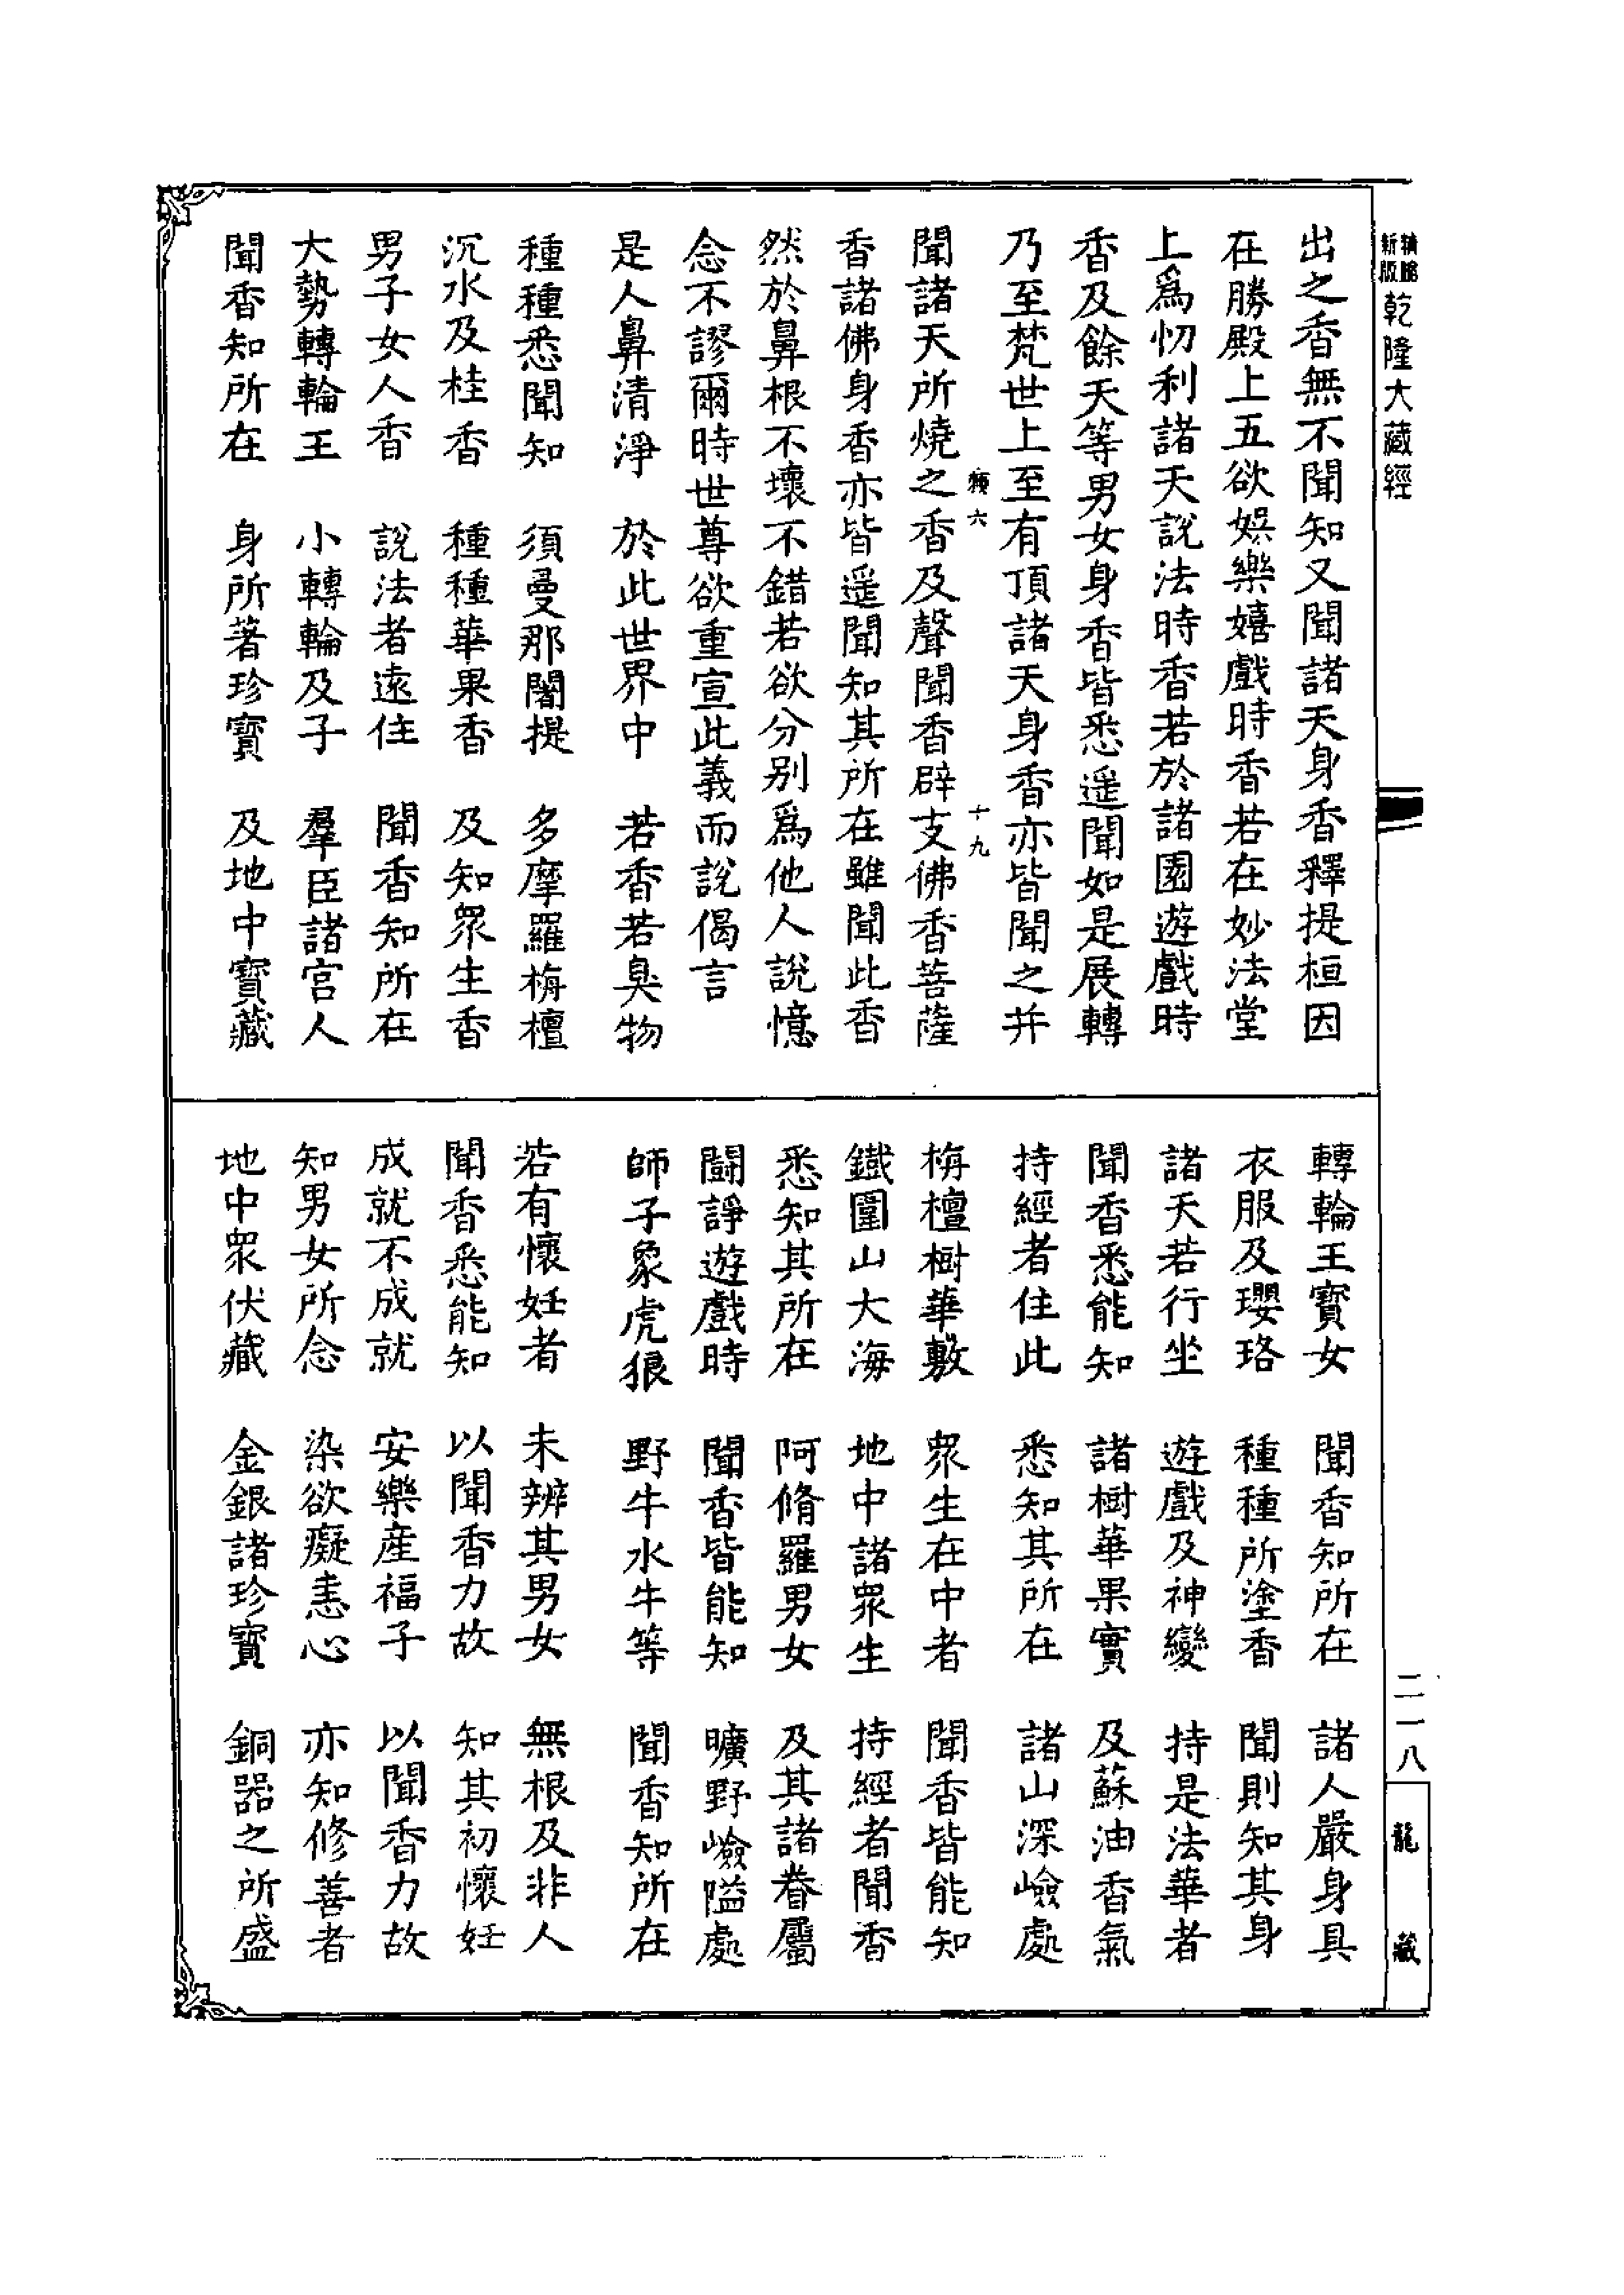 新版 精縮 乾隆大藏經
出之香無不聞知又聞諸天身香釋提桓因
在勝殿上五欲娛樂嬉戲時香若在妙法堂
上爲忉利諸天說法時香若於諸園遊戲時
香及餘天等男女身香皆悉遥聞如是展轉
乃至梵世上至有頂諸天身香亦皆聞之并
六 十九
聞諸天所燒之香及聲聞香辟支佛香菩薩
香諸佛身香亦皆遥聞知其所在雖聞此香
然於鼻根不壞不錯若欲分別爲他人說憶
念不謬爾時世尊欲重宣此義而說偈言
是人鼻清淨 於此世界中 若香若臭物
種種悉聞知 須曼那闍提 多摩羅栴檀
沉水及桂香 種種華果香 及知衆生香
男子女人香 說法者遠住 聞香知所在
大勢轉輪王 小轉輪及子 羣臣諸宮人
聞香知所在 身所著珍寶 及地中寶藏
轉輪王寶女 聞香知所在 諸人嚴身具
衣服及瓔珞 種種所塗香 聞則知其身
諸天若行坐 遊戲及神變 持是法華者
聞香悉能知 諸樹華果實 及蘇油香氣
持經者住此 悉知其所在 諸山深嶮處
栴檀樹華敷 衆生在中者 聞香皆能知
鐵圍山大海 地中諸衆生 持經者聞香
悉知其所在 阿脩羅男女 及其諸眷屬
鬪諍遊戲時 聞香皆能知 曠野嶮隘處
師子象虎狼 野牛水牛等 聞香知所在
若有懷妊者 未辨其男女 無根及非人
聞香悉能知 以聞香力故 知其初懷妊
成就不成就 安樂産福子 以聞香力故
知男女所念 染欲癡恚心 亦知修善者
地中衆伏藏 金銀諸珍寶 銅器之所盛
二一八
龍藏